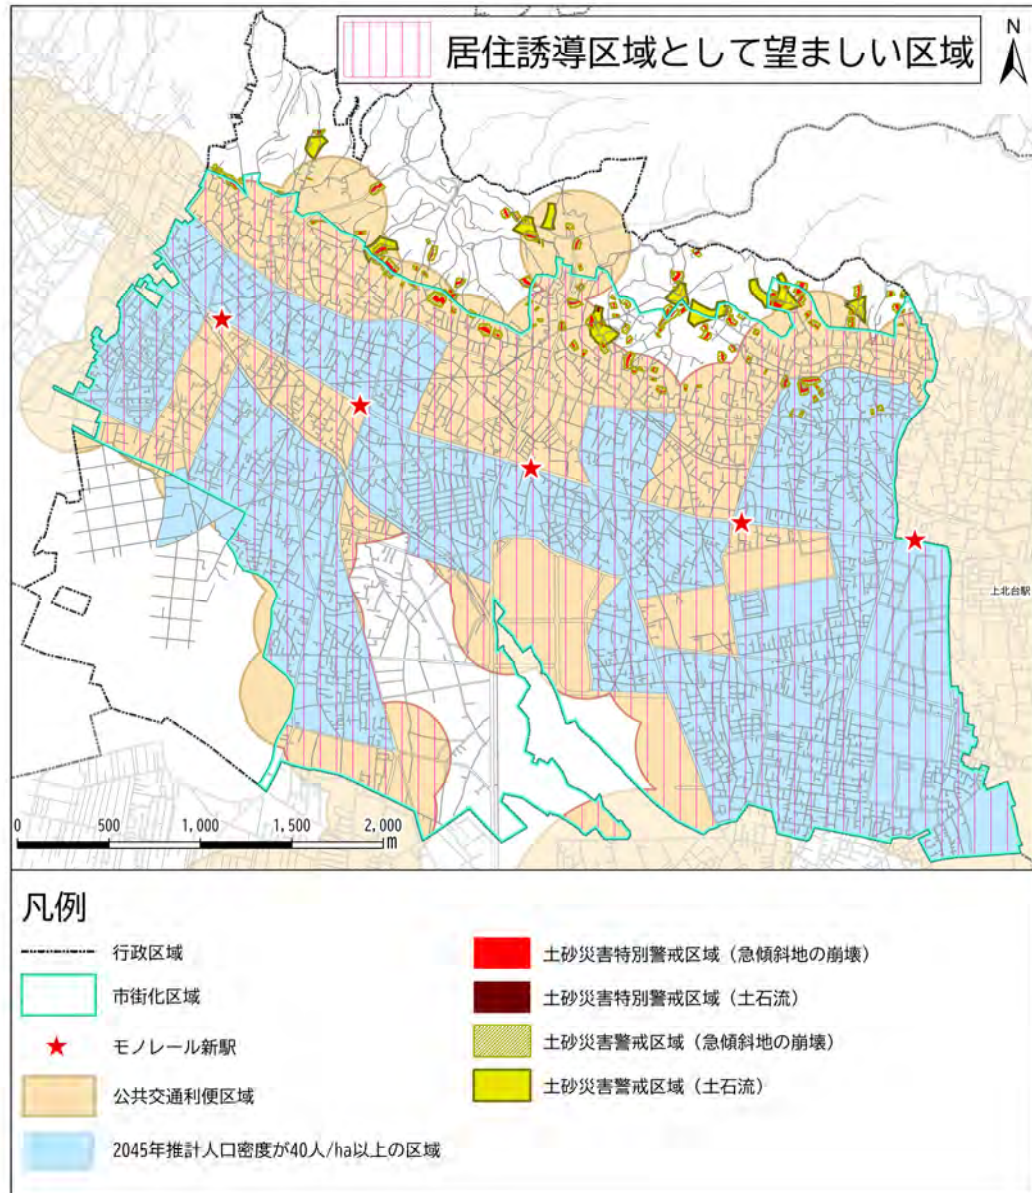 居住誘導区域として望ましい区域
N
上北台駅
0 500 1,000 1,500 2,000
m
凡例
行政区域
市街化区域
モノレール新駅
公共交通利便区域
2045年推計人口密度が40人/ha以上の区域
土砂災害特別警戒区域（急傾斜地の崩壊）
土砂災害特別警戒区域（土石流）
土砂災害警戒区域（急傾斜地の崩壊）
土砂災害警戒区域（土石流）